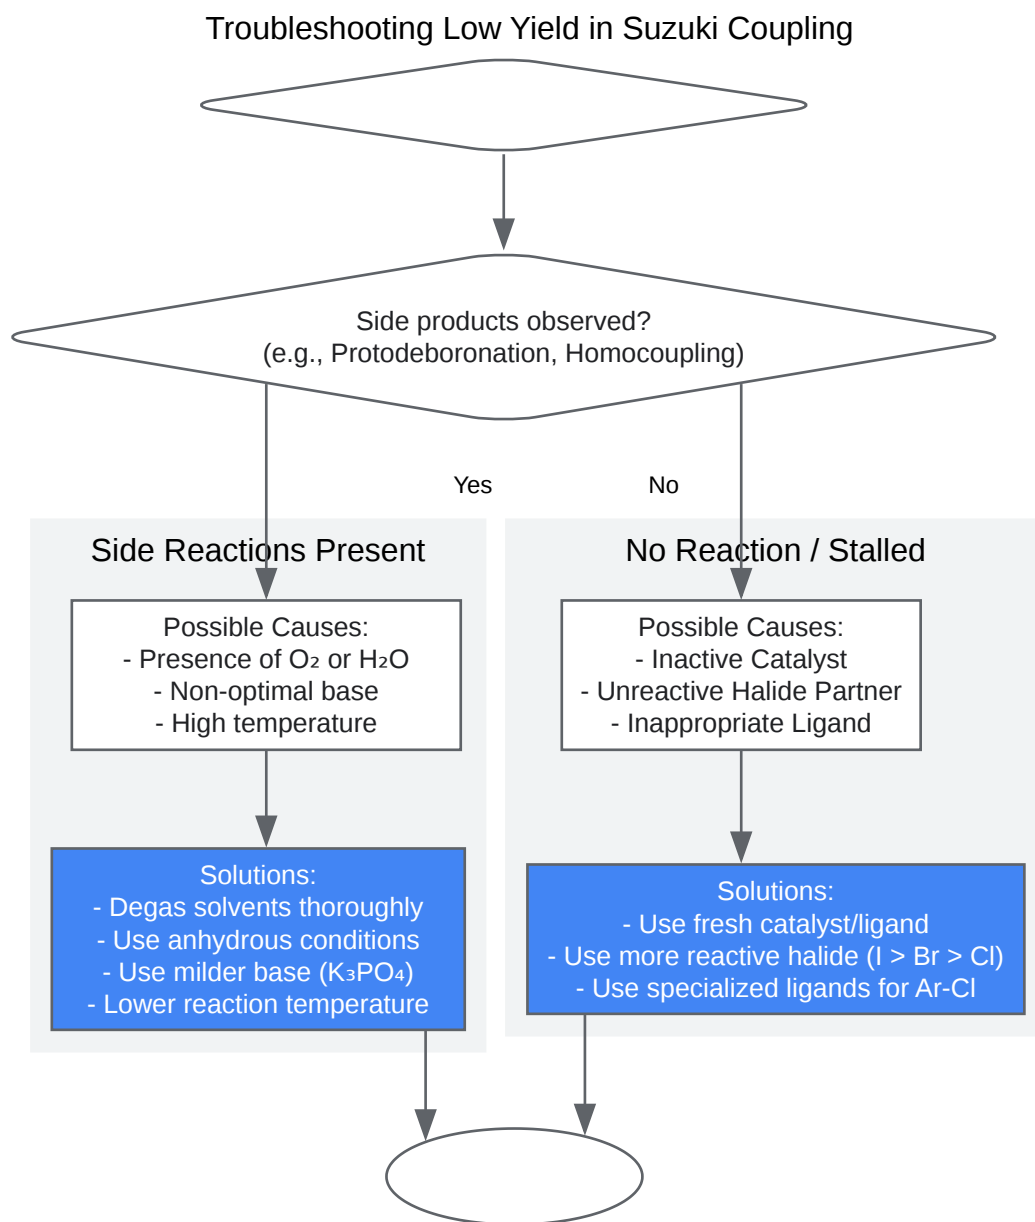 Troubleshooting Low Yield in Suzuki Coupling
Side products observed?
(e.g., Protodeboronation, Homocoupling)
Yes
No
Side Reactions Present
Possible Causes:
- Presence of O₂ or H₂O
- Non-optimal base
- High temperature
Solutions:
- Degas solvents thoroughly
- Use anhydrous conditions
- Use milder base (K₃PO₄)
- Lower reaction temperature
No Reaction / Stalled
Possible Causes:
- Inactive Catalyst
- Unreactive Halide Partner
- Inappropriate Ligand
Solutions:
- Use fresh catalyst/ligand
- Use more reactive halide (I > Br > Cl)
- Use specialized ligands for Ar-Cl